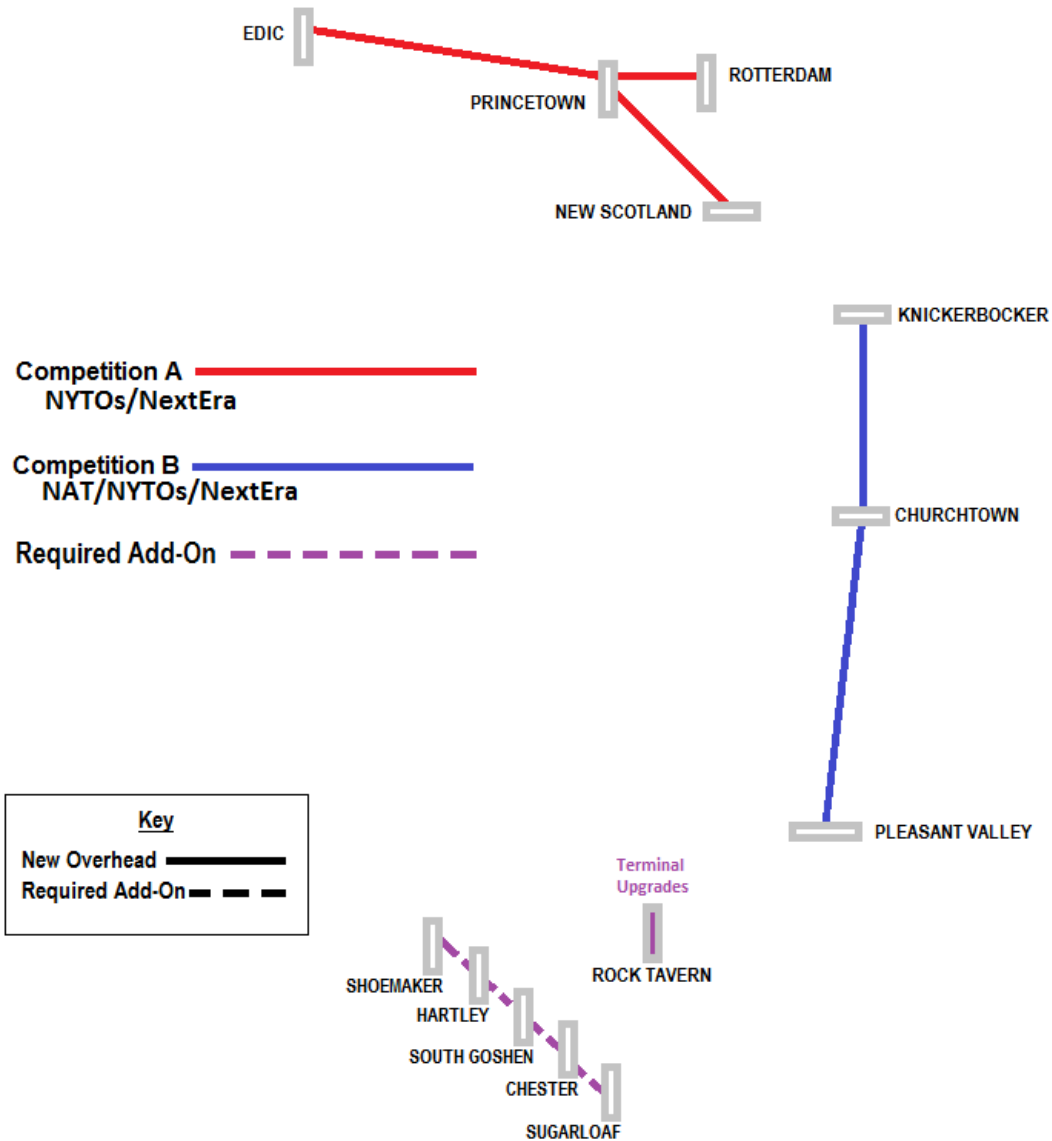 EDIC
ROTTERDAM
PRINCETOWN
NEW SCOTLAND
KNICKERBOCKER
Competition A
NYTOs/NextEra
Competition B
NAT/NYTOs/NextEra
CHURCHTOWN
Required Add-On
Key
New Overhead
Required Add-On
PLEASANT VALLEY
Terminal
Upgrades
ROCK TAVERN
SHOEMAKER
HARTLEY
SOUTH GOSHEN
CHESTER
SUGARLOAF